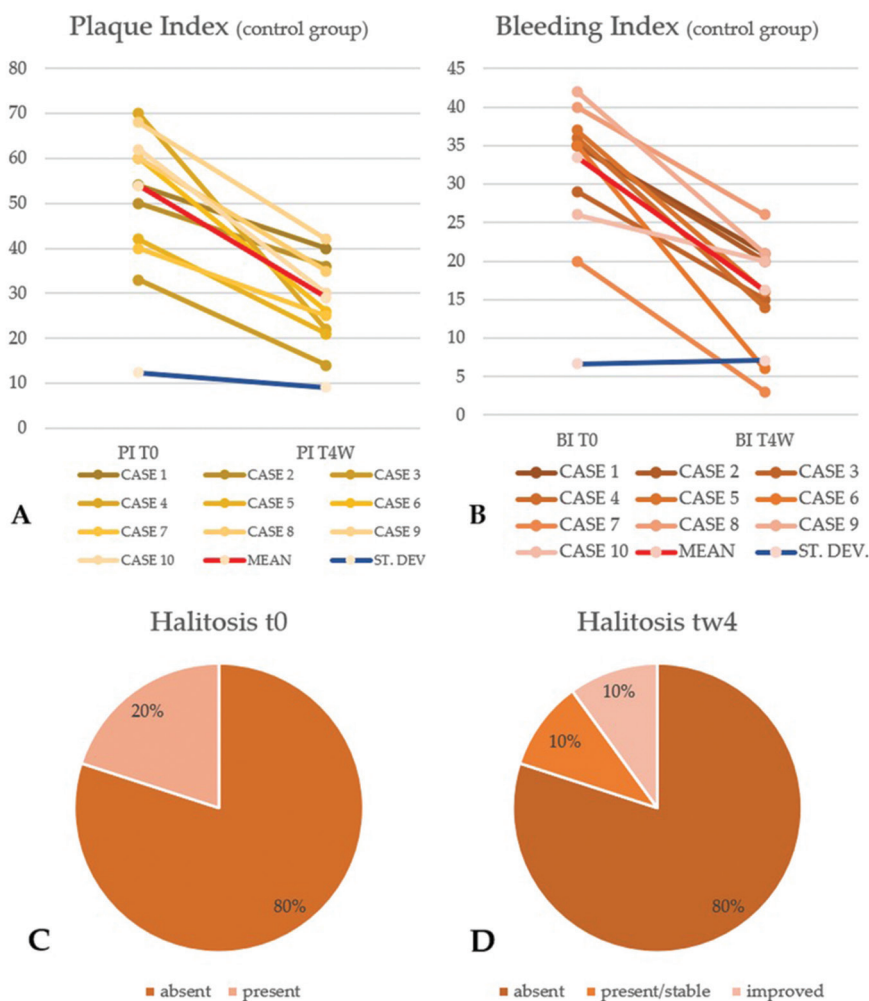 Plaque Index (control group)
80
70
60
50
40
30
20
10
0
PI T0 PI T4W
CASE 1 CASE 2 CASE 3
CASE 4 CASE 5 CASE 6
CASE 7 CASE 8 CASE 9
CASE 10 MEAN ST. DEV
A
Bleeding Index (control group)
45
40
35
30
25
20
15
10
5
0
BI T0 BI T4W
CASE 1 CASE 2 CASE 3
CASE 4 CASE 5 CASE 6
CASE 7 CASE 8 CASE 9
CASE 10 MEAN ST. DEV.
B
Halitosis t0
20%
80%
C
absent present
Halitosis tw4
10%
10%
80%
D
absent present/stable improved